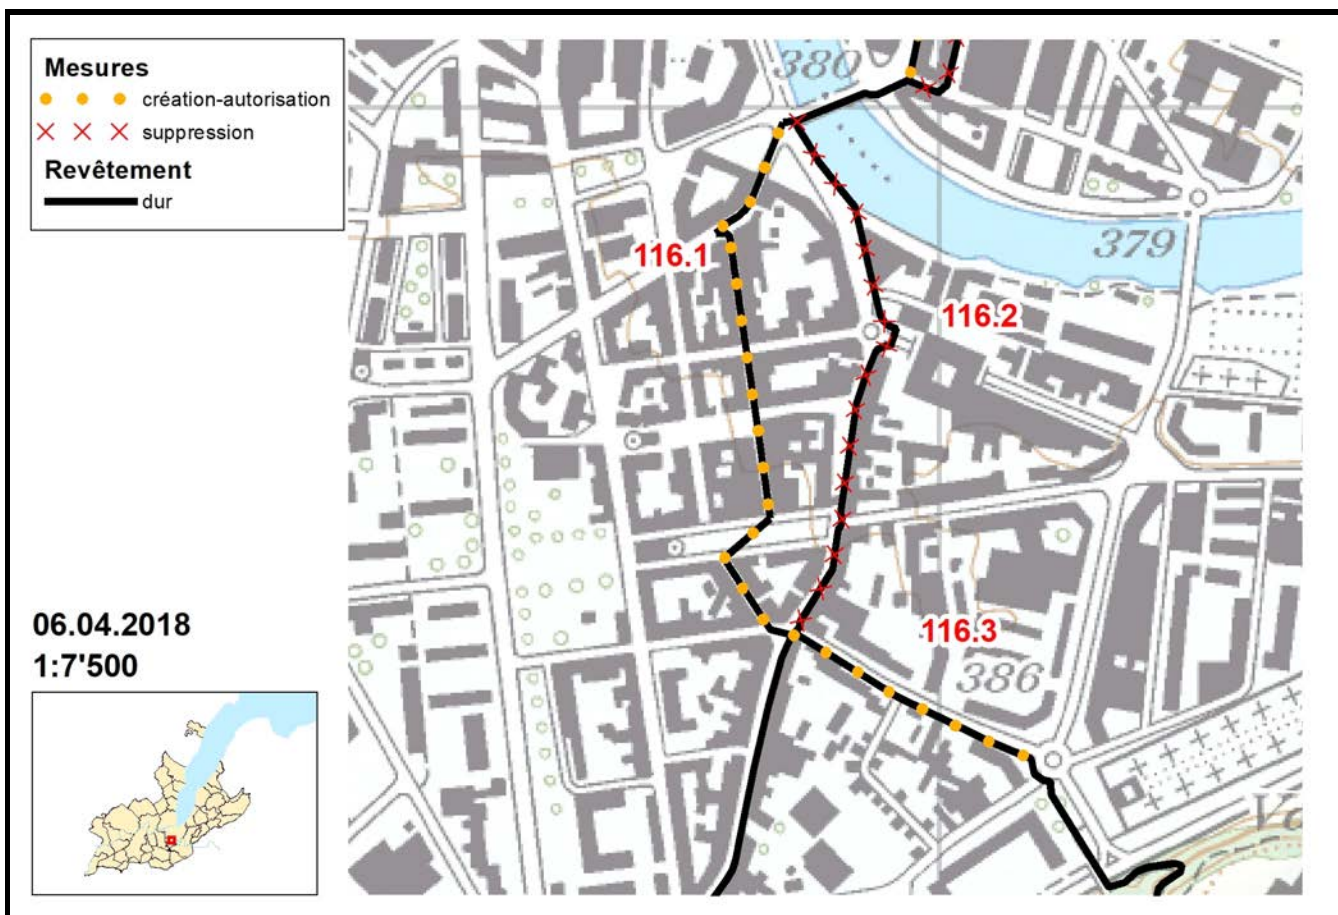 Mesures
création-autorisation
suppression
Revêtement
dur
380
116.1
379
116.2
116.3
386
06.04.2018
1:7'500